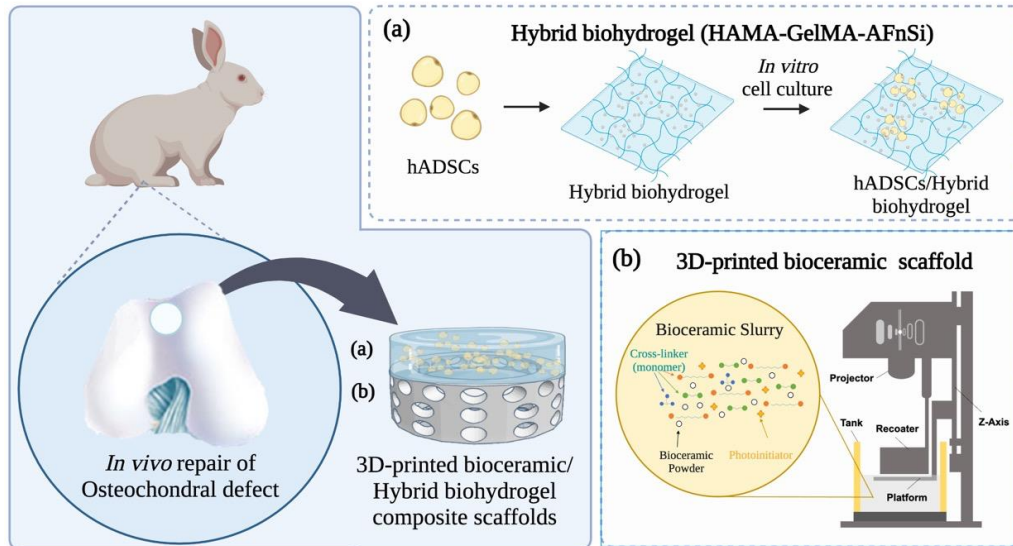 (a)
Hybrid biohydrogel (HAMA-GelMA-AFnSi)
hADSCs
Hybrid biohydrogel
In vitro
cell culture
hADSCs/Hybrid
biohydrogel
In vivo repair of
Osteochondral defect
(a)
(b)
3D-printed bioceramic/
Hybrid biohydrogel
composite scaffolds
(b)
3D-printed bioceramic scaffold
Bioceramic Slurry
Cross-linker
(monomer)
Bioceramic
Powder
Photoinitiator
Projector
Tank
Recoater
Z-Axis
Platform